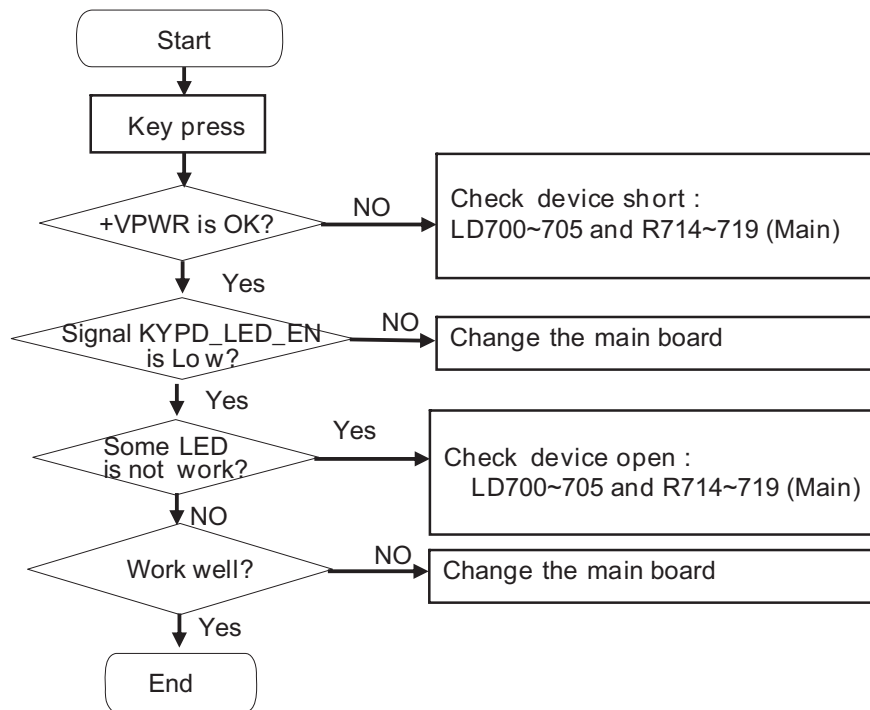 Start
Key press
+VPWR is OK?
NO
Check device short :
LD700~705 and R714~719 (Main)
Yes
Signal KYPD_LED_EN
is Low?
NO
Change the main board
Yes
Some LED
is not work?
Yes
Check device open :
LD700~705 and R714~719 (Main)
NO
Work well?
NO
Change the main board
Yes
End